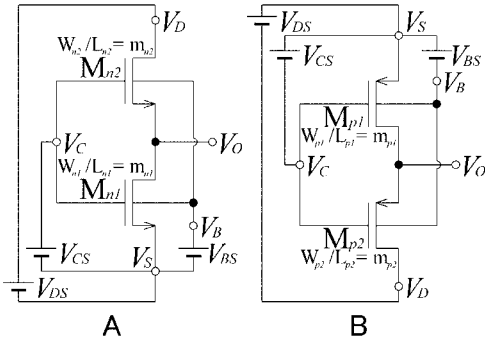 V_D
W_n2/L_n2 = m_n2
M_n2
V_C
V_O
W_n1/L_n1 = m_n1
M_n1
V_B
V_CS
V_S
V_BS
V_DS
A
V_DS
V_S
V_CS
V_BS
V_B
M_p1
W_p1/L_p1 = m_p1
V_C
V_O
M_p2
W_p2/L_p2 = m_p2
V_D
B